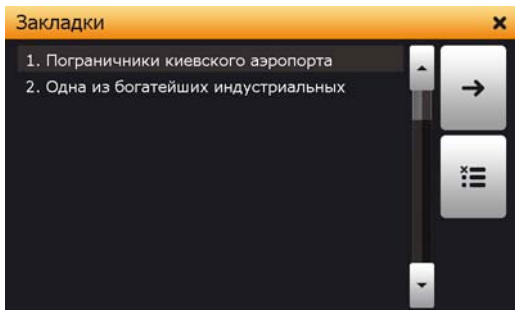 Закладки
1. Пограничники киевского аэропорта
2. Одна из богатейших индустриальных